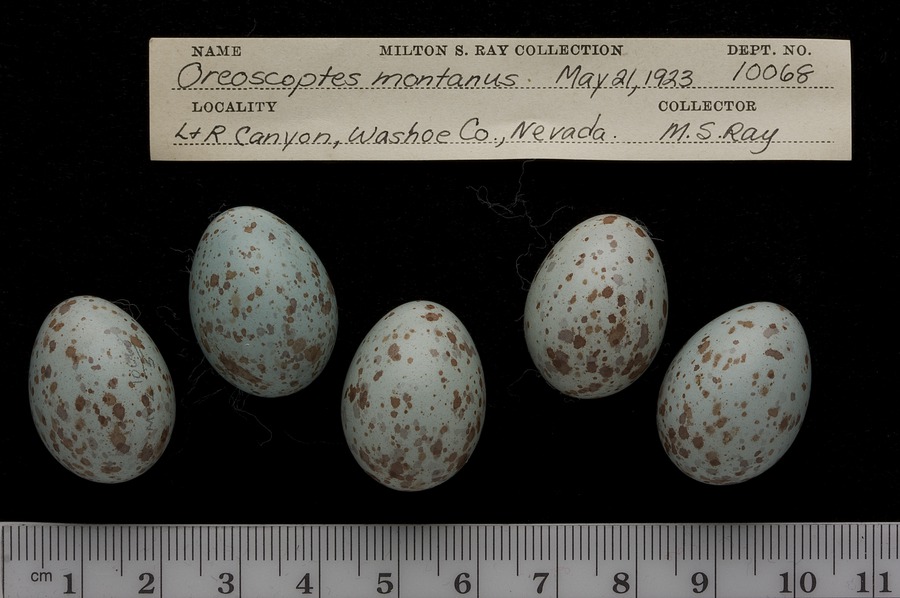 NAME MILTON S. RAY COLLECTION DEPT. NO.
Oreoscoptes montanus. May 21, 1923 10068
LOCALITY COLLECTOR
L+R Canyon, Washoe Co., Nevada. M.S. Ray
cm 1 2 3 4 5 6 7 8 9 10 11